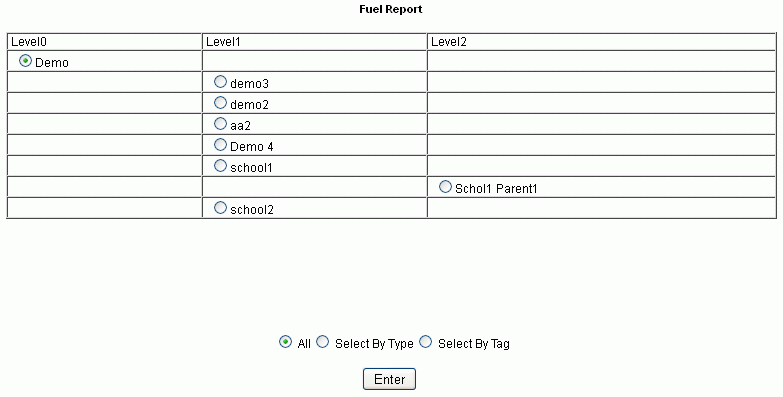 Fuel Report
Level0 Level1 Level2
Demo
demo3
demo2
aa2
Demo 4
school1
Schol1 Parent1
school2
All Select By Type Select By Tag
Enter